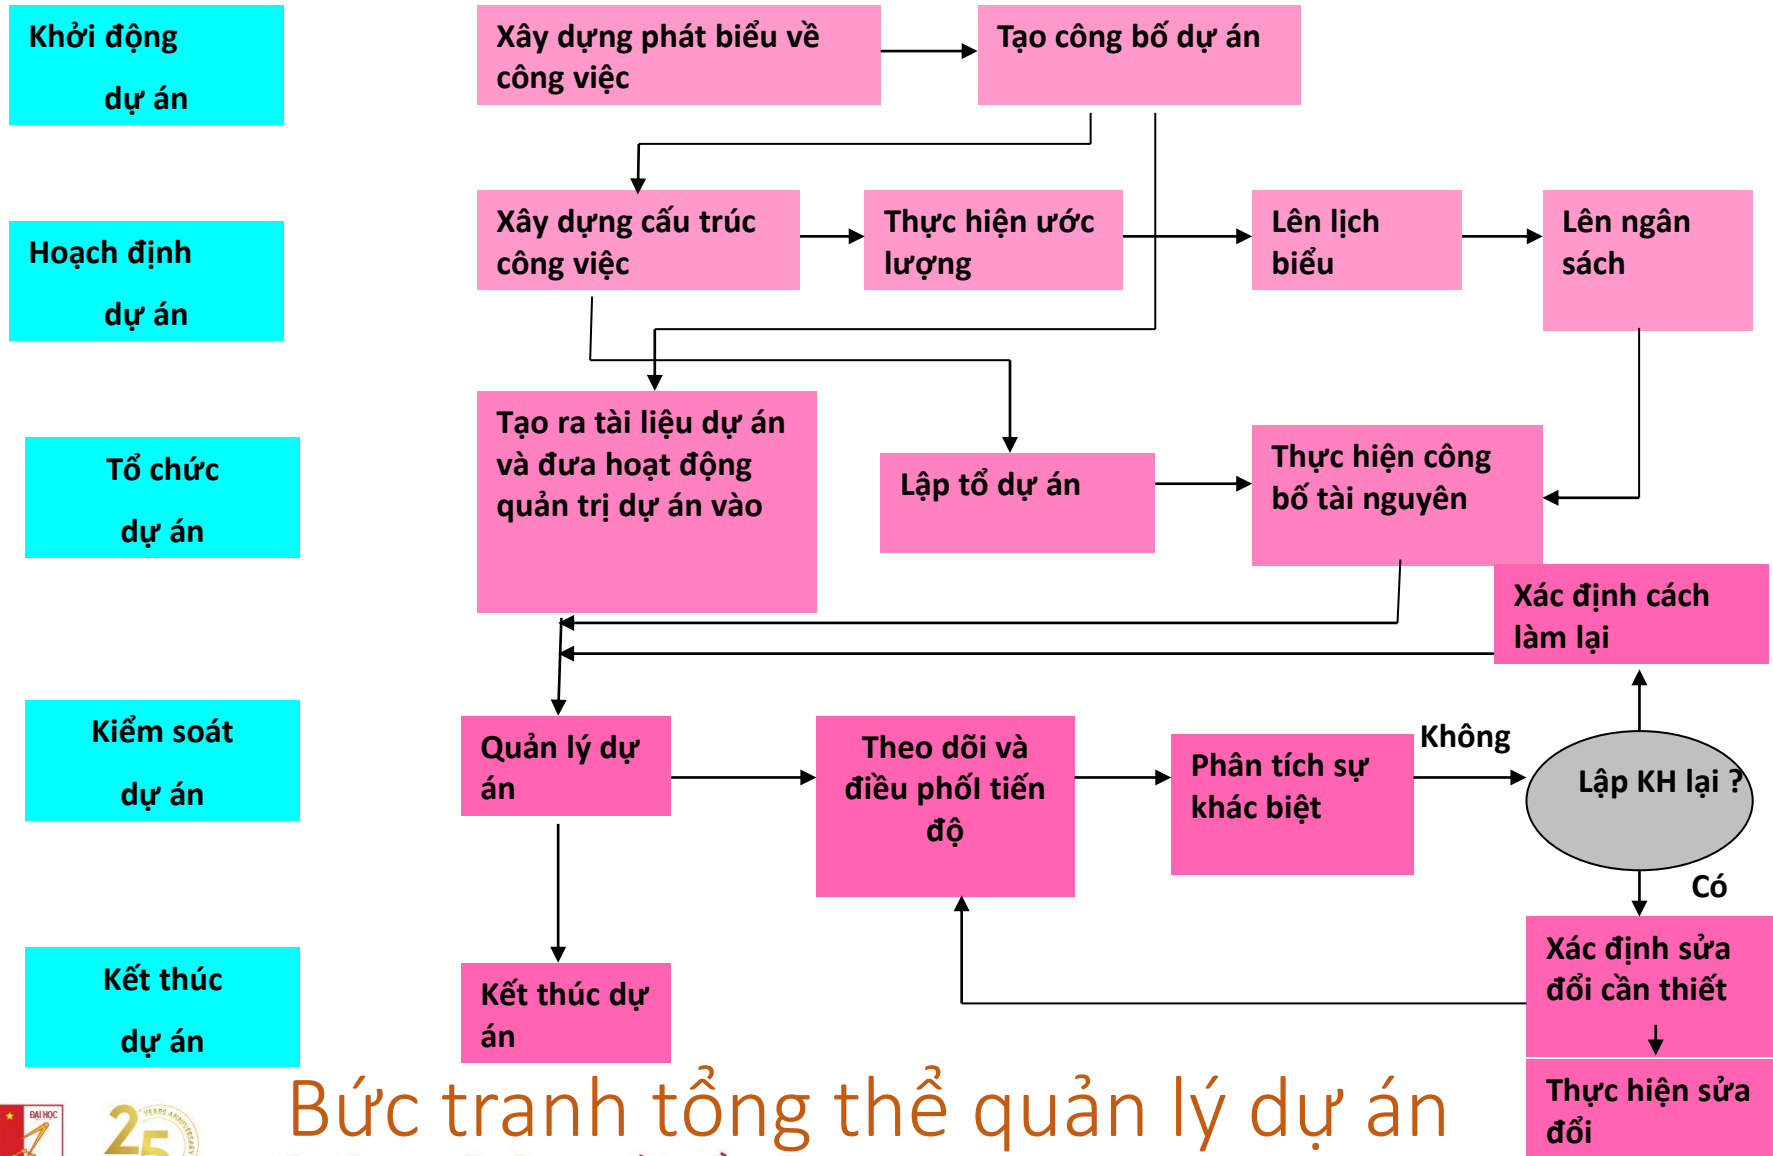 Khởi động
dự án
Xây dựng phát biểu về
công việc
Tạo công bố dự án
Hoạch định
dự án
Xây dựng cấu trúc
công việc
Thực hiện ước
lượng
Lên lịch
biểu
Lên ngân
sách
Tổ chức
dự án
Tạo ra tài liệu dự án
và đưa hoạt động
quản trị dự án vào
Lập tổ dự án
Thực hiện công
bố tài nguyên
Xác định cách
làm lại
Kiểm soát
dự án
Quản lý dự
án
Theo dõi và
điều phốI tiến
độ
Phân tích sự
khác biệt
Không
Lập KH lại ?
Có
Kết thúc
dự án
Kết thúc dự
án
Xác định sửa
đổi cần thiết
Thực hiện sửa
đổi
Bức tranh tổng thể quản lý dự án
ĐẠI HỌC
25
YEARS ANNIVERSARY